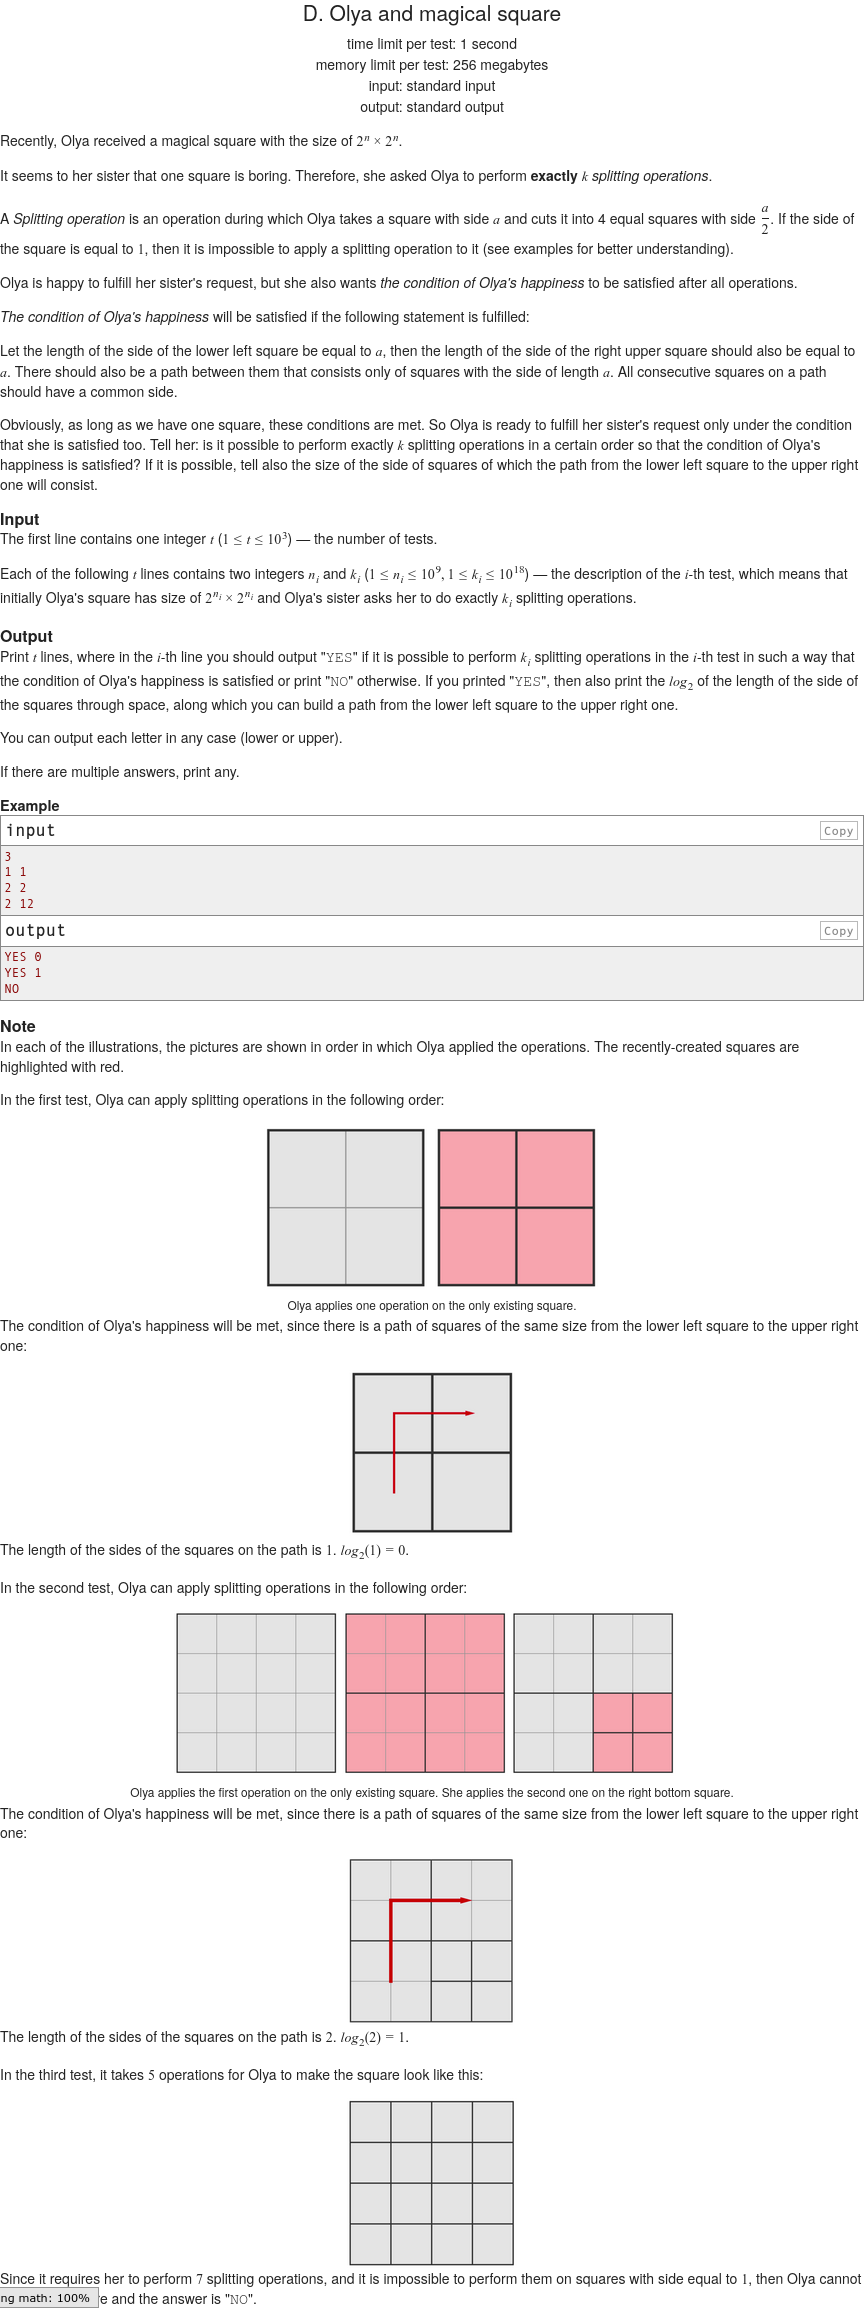 D. Olya and magical square
time limit per test: 1 second
memory limit per test: 256 megabytes
input: standard input
output: standard output
Recently, Olya received a magical square with the size of 2ⁿ × 2ⁿ.
It seems to her sister that one square is boring. Therefore, she asked Olya to perform exactly k splitting operations.
A Splitting operation is an operation during which Olya takes a square with side a and cuts it into 4 equal squares with side a/2. If the side of
the square is equal to 1, then it is impossible to apply a splitting operation to it (see examples for better understanding).
Olya is happy to fulfill her sister's request, but she also wants the condition of Olya's happiness to be satisfied after all operations.
The condition of Olya's happiness will be satisfied if the following statement is fulfilled:
Let the length of the side of the lower left square be equal to a, then the length of the side of the right upper square should also be equal to
a. There should also be a path between them that consists only of squares with the side of length a. All consecutive squares on a path
should have a common side.
Obviously, as long as we have one square, these conditions are met. So Olya is ready to fulfill her sister's request only under the condition
that she is satisfied too. Tell her: is it possible to perform exactly k splitting operations in a certain order so that the condition of Olya's
happiness is satisfied? If it is possible, tell also the size of the side of squares of which the path from the lower left square to the upper right
one will consist.
Input
The first line contains one integer t (1 ≤ t ≤ 10³) — the number of tests.
Each of the following t lines contains two integers nᵢ and kᵢ (1 ≤ nᵢ ≤ 10⁹, 1 ≤ kᵢ ≤ 10¹⁸) — the description of the i-th test, which means that
initially Olya's square has size of 2^{nᵢ} × 2^{nᵢ} and Olya's sister asks her to do exactly kᵢ splitting operations.
Output
Print t lines, where in the i-th line you should output "YES" if it is possible to perform kᵢ splitting operations in the i-th test in such a way that
the condition of Olya's happiness is satisfied or print "NO" otherwise. If you printed "YES", then also print the log₂ of the length of the side of
the squares through space, along which you can build a path from the lower left square to the upper right one.
You can output each letter in any case (lower or upper).
If there are multiple answers, print any.
Example
input
Copy
3
1 1
2 2
2 12
output
Copy
YES 0
YES 1
NO
Note
In each of the illustrations, the pictures are shown in order in which Olya applied the operations. The recently-created squares are
highlighted with red.
In the first test, Olya can apply splitting operations in the following order:
Olya applies one operation on the only existing square.
The condition of Olya's happiness will be met, since there is a path of squares of the same size from the lower left square to the upper right
one:
The length of the sides of the squares on the path is 1. log₂(1) = 0.
In the second test, Olya can apply splitting operations in the following order:
Olya applies the first operation on the only existing square. She applies the second one on the right bottom square.
The condition of Olya's happiness will be met, since there is a path of squares of the same size from the lower left square to the upper right
one:
The length of the sides of the squares on the path is 2. log₂(2) = 1.
In the third test, it takes 5 operations for Olya to make the square look like this:
Since it requires her to perform 7 splitting operations, and it is impossible to perform them on squares with side equal to 1, then Olya cannot
ng math: 100%
e and the answer is "NO".